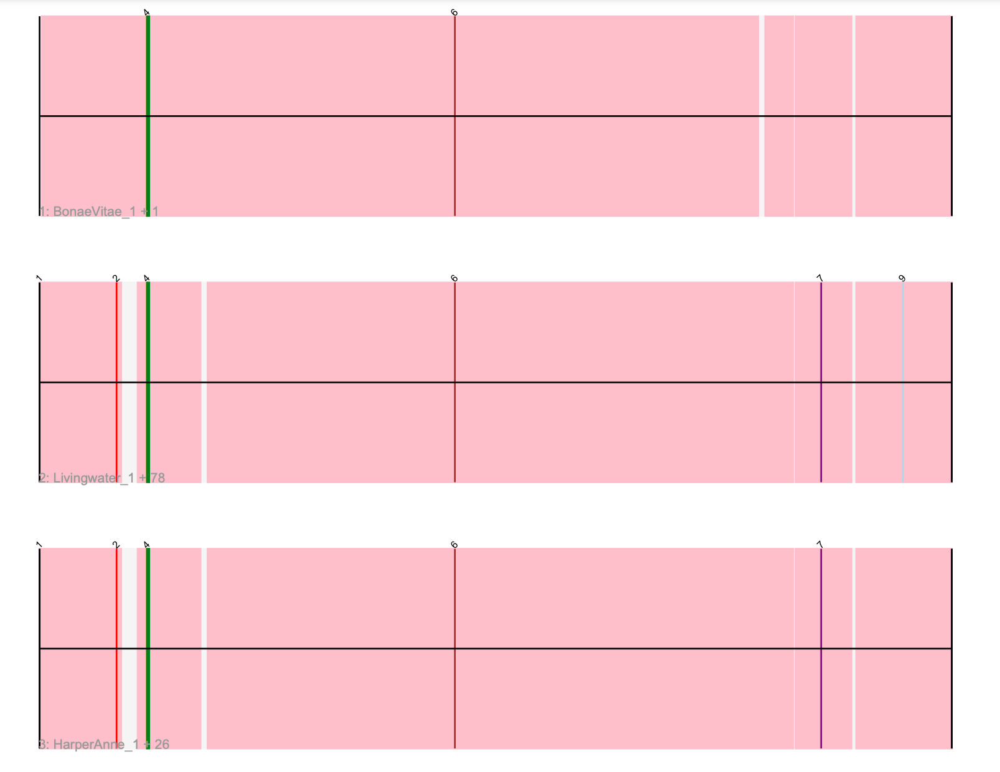 4 6
1: BonaeVitae_1 + 1
1 2 4 6 7 9
2: Livingwater_1 + 78
1 2 4 6 7
3: HarperAnne_1 + 26